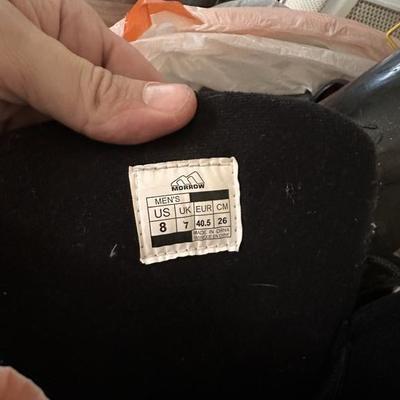 MORROW
MEN'S
US UK EUR CM
8 7 40.5 26
MADE IN CHINA